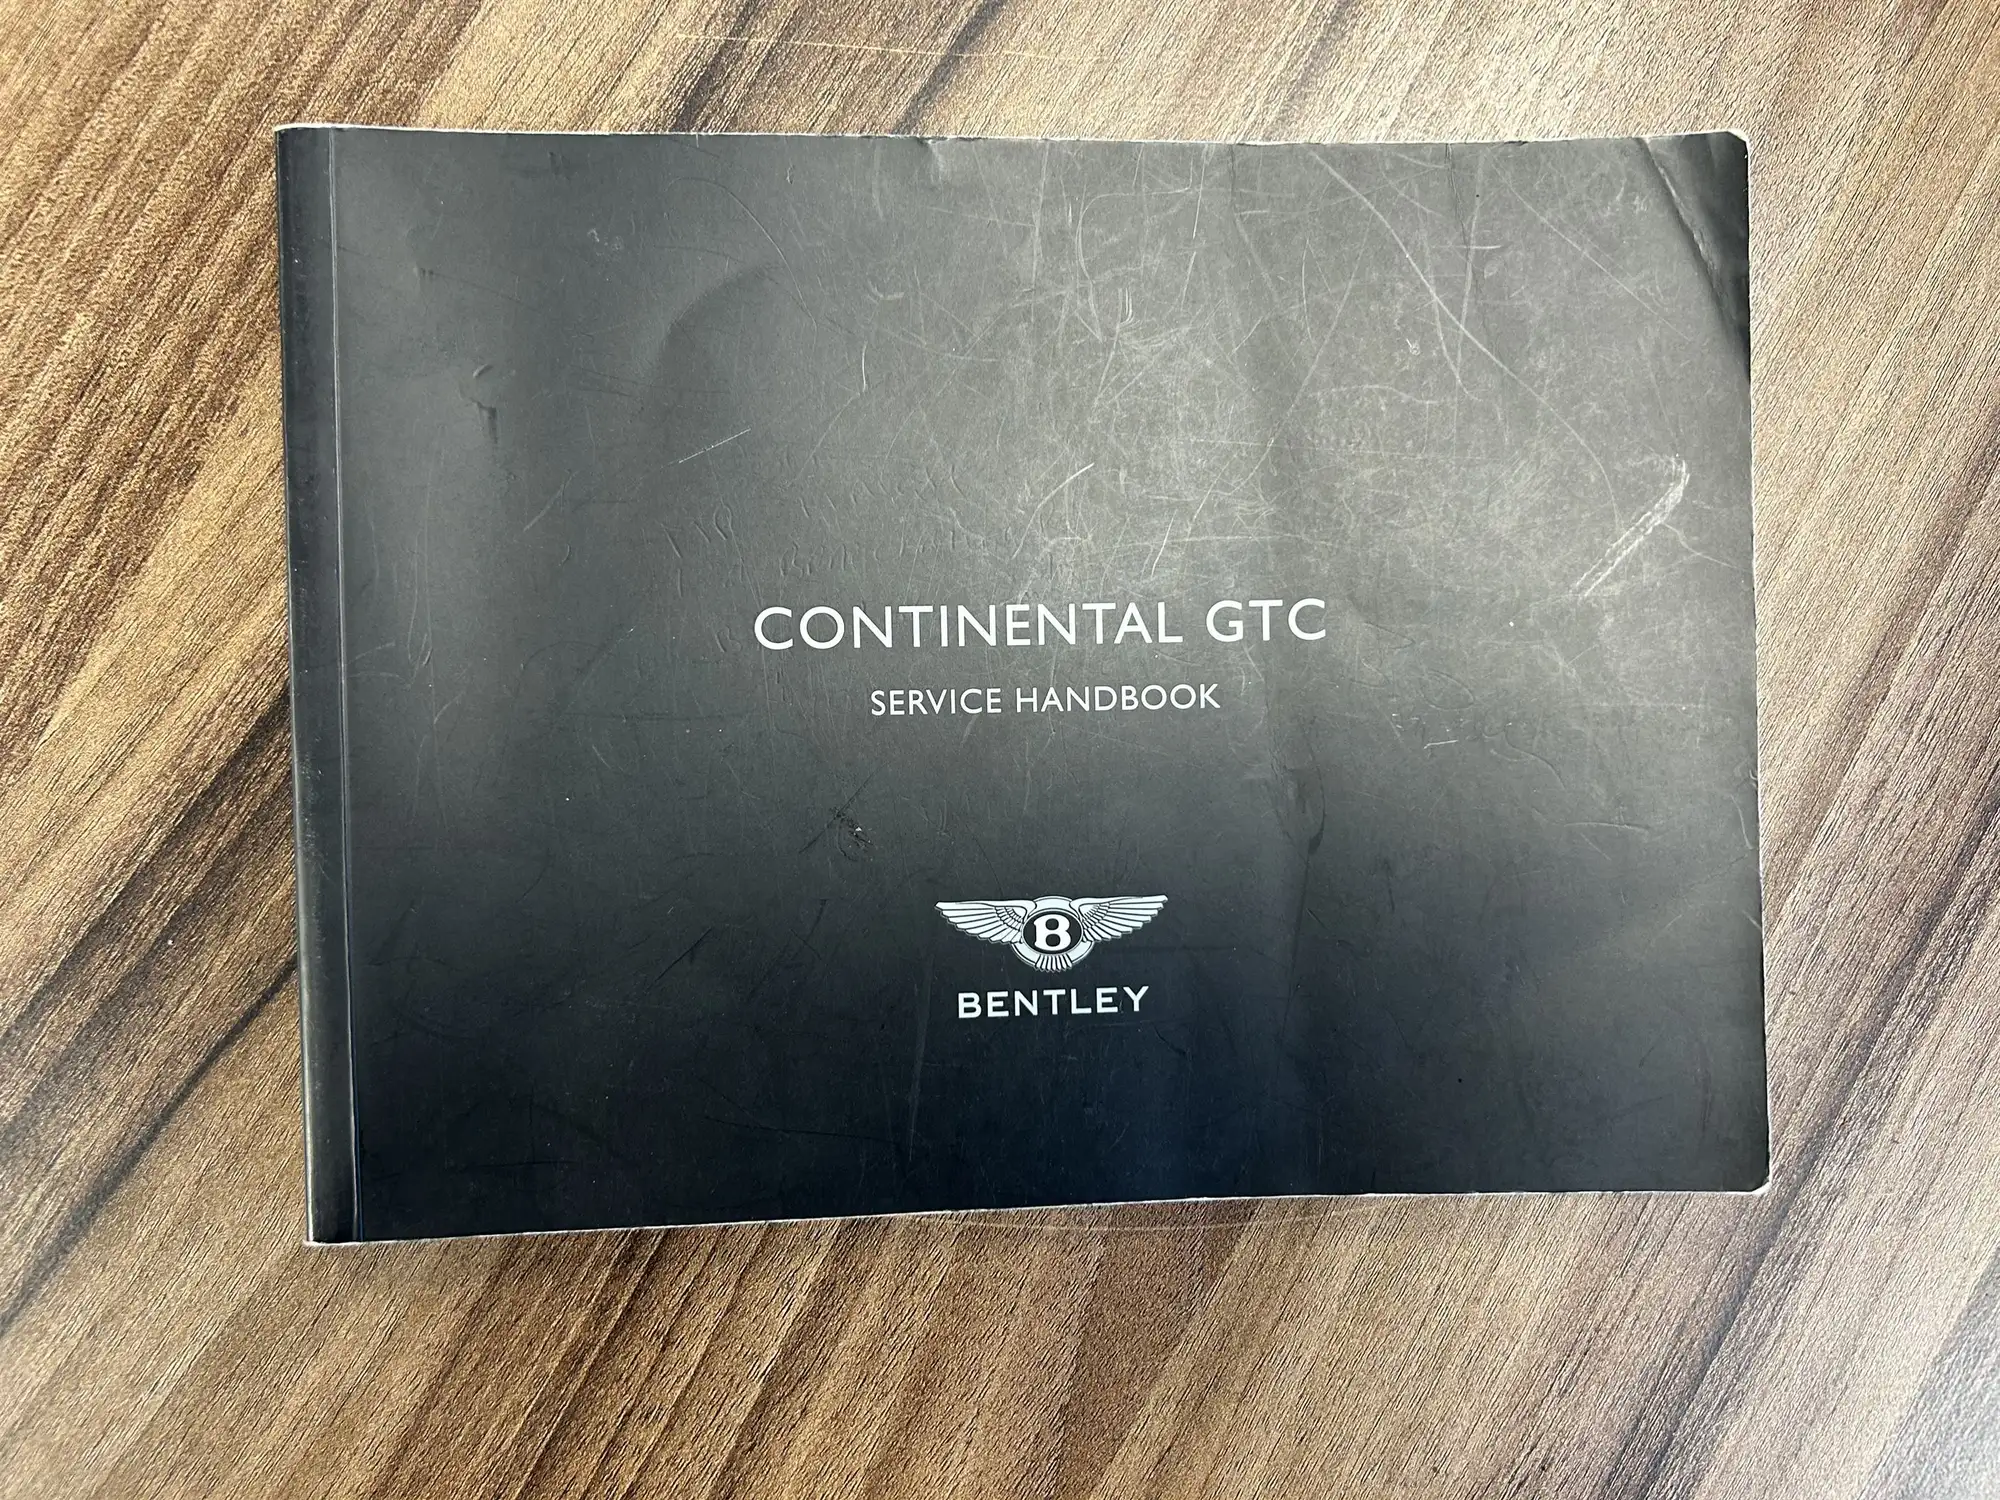 CONTINENTAL GTC
SERVICE HANDBOOK
B
BENTLEY